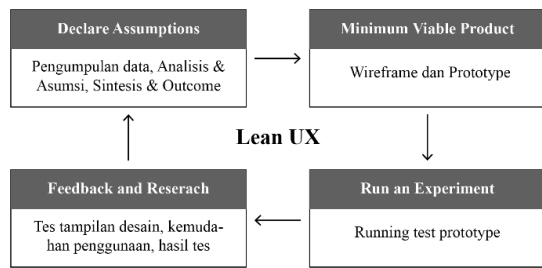 Declare Assumptions
Pengumpulan data, Analisis &
Asumsi, Sintesis & Outcome
Minimum Viable Product
Wireframe dan Prototype
Lean UX
Feedback and Reserach
Tes tampilan desain, kemuda-
han penggunaan, hasil tes
Run an Experiment
Running test prototype